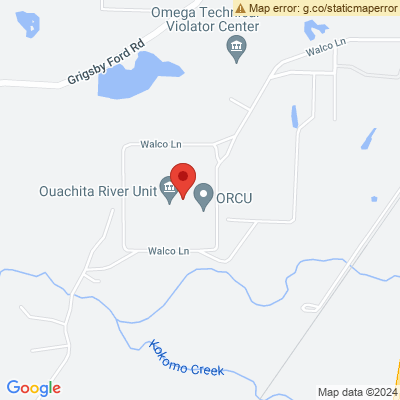 Map error: g.co/staticmaperror
Omega Technical
Violator Center
Walco Ln
Grigsby Ford Rd
Walco Ln
Ouachita River Unit
ORCU
Walco Ln
Kokomo Creek
Google
Map data ©2024